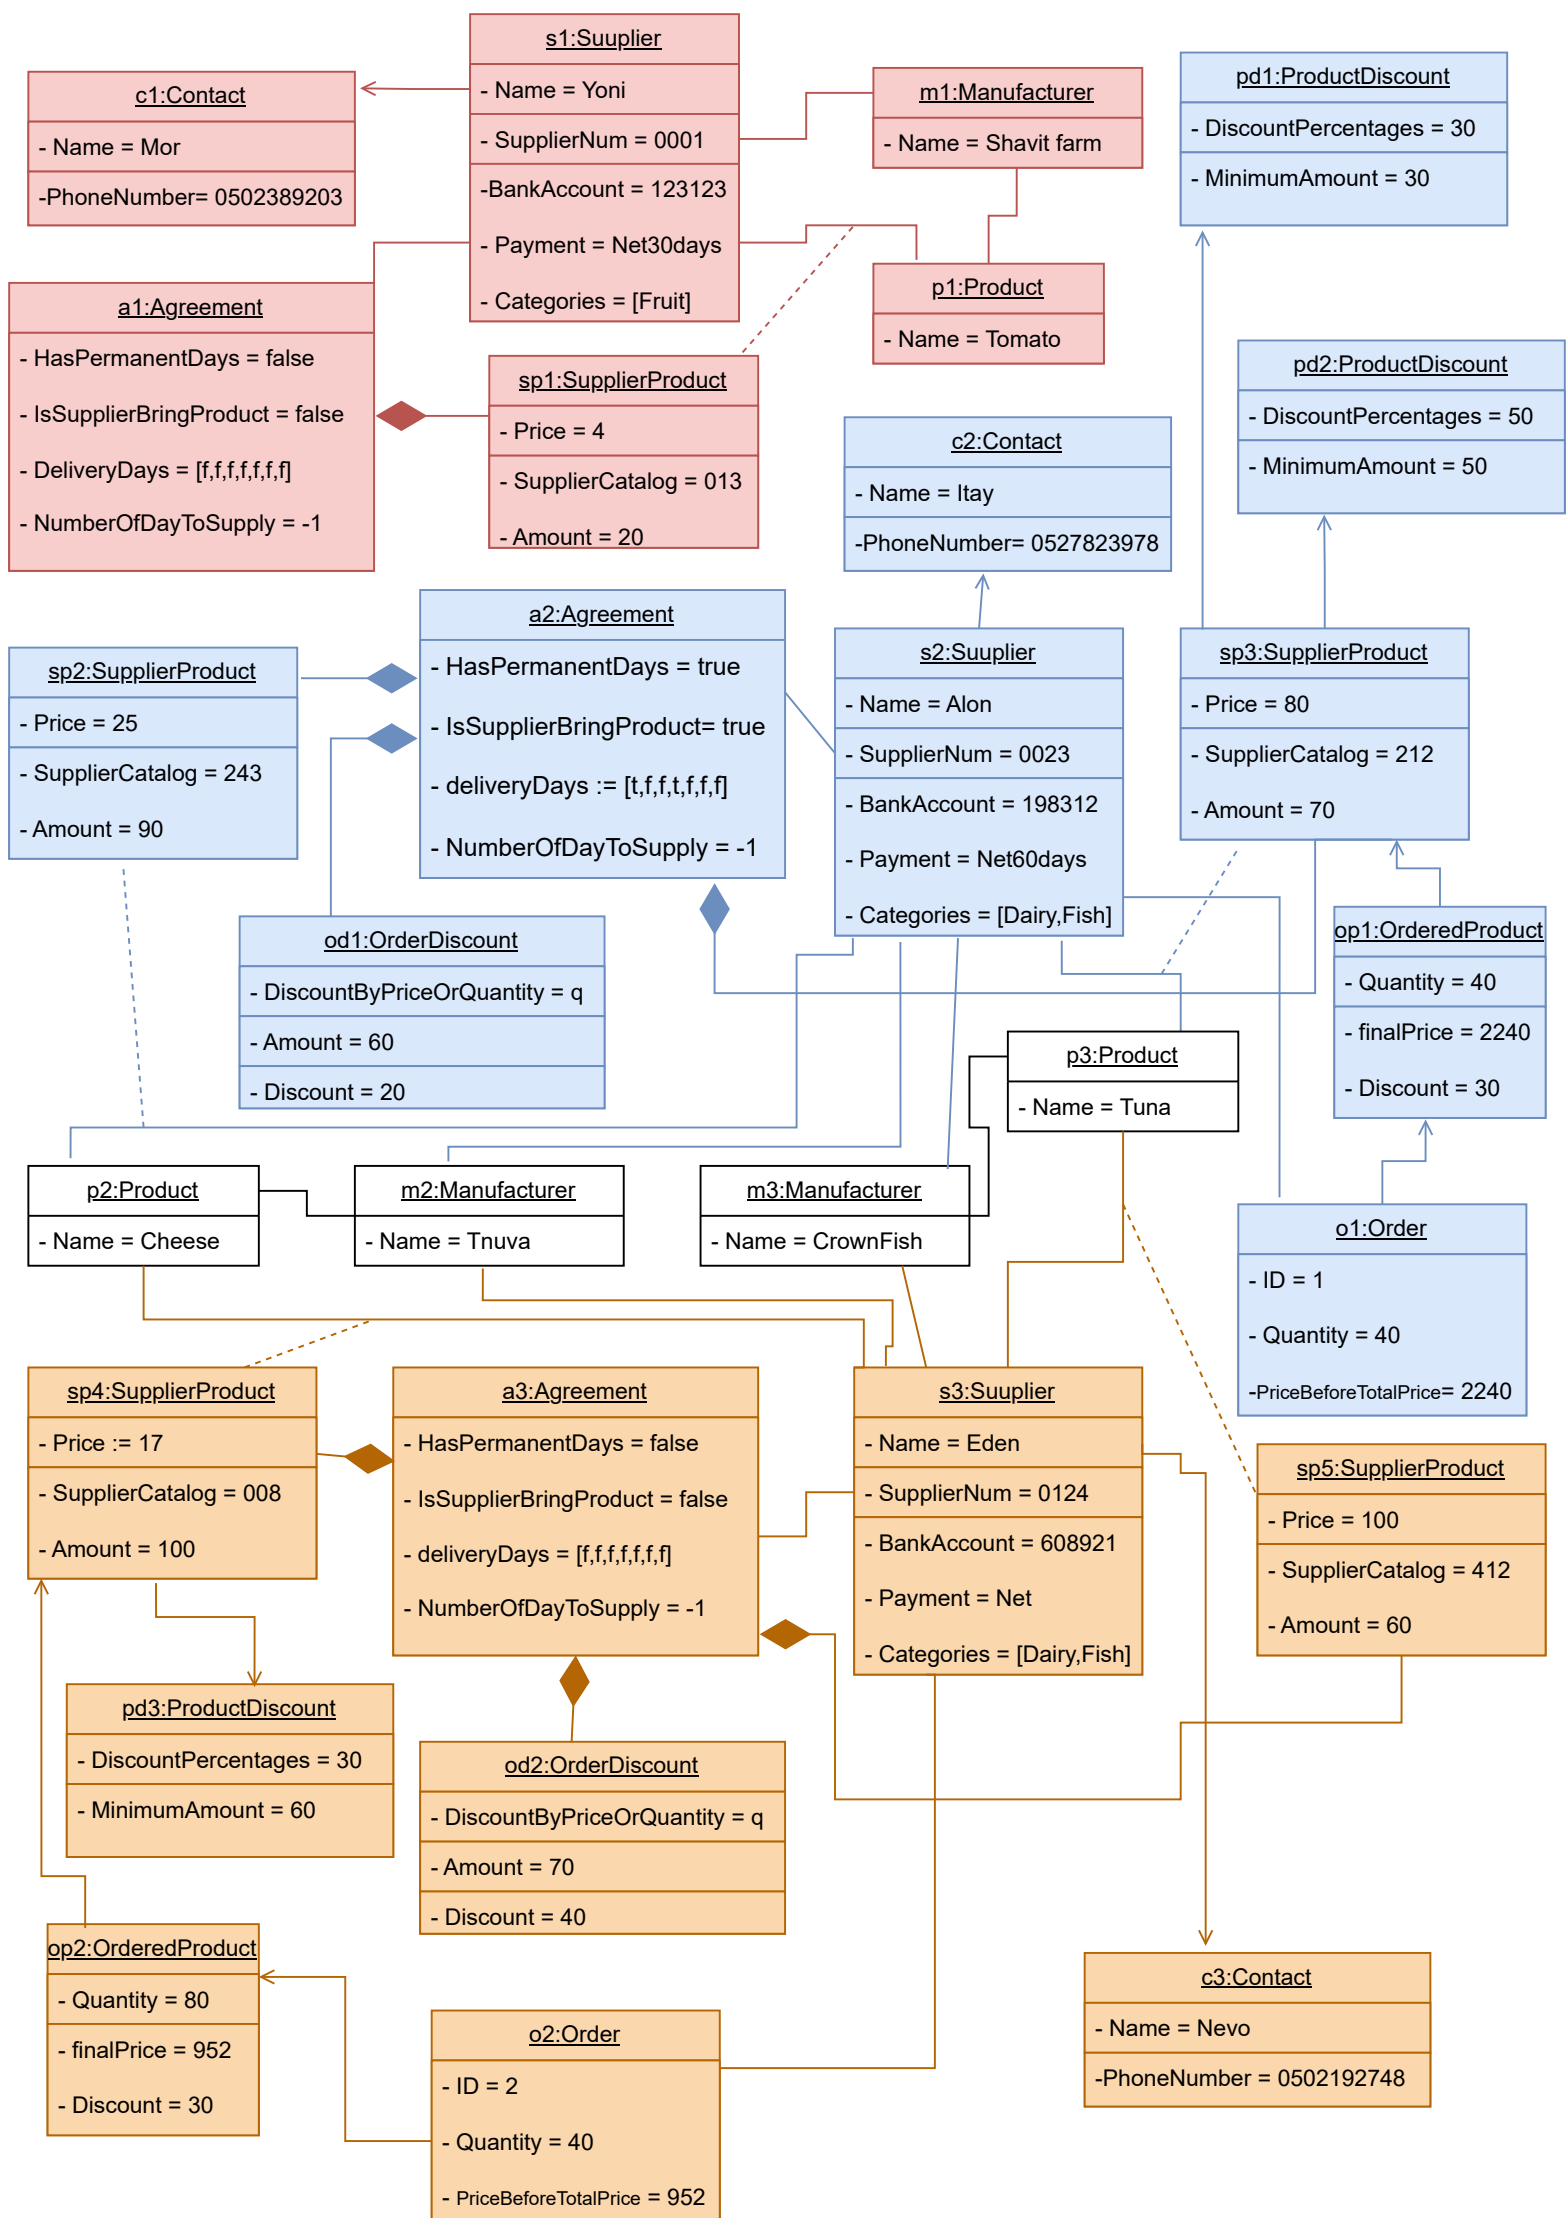 s1:Suuplier
- Name = Yoni
- SupplierNum = 0001
-BankAccount = 123123
- Payment = Net30days
- Categories = [Fruit]
c1:Contact
- Name = Mor
-PhoneNumber= 0502389203
m1:Manufacturer
- Name = Shavit farm
pd1:ProductDiscount
- DiscountPercentages = 30
- MinimumAmount = 30
a1:Agreement
- HasPermanentDays = false
- IsSupplierBringProduct = false
- DeliveryDays = [f,f,f,f,f,f,f]
- NumberOfDayToSupply = -1
p1:Product
- Name = Tomato
sp1:SupplierProduct
- Price = 4
- SupplierCatalog = 013
- Amount = 20
pd2:ProductDiscount
- DiscountPercentages = 50
- MinimumAmount = 50
c2:Contact
- Name = Itay
-PhoneNumber= 0527823978
a2:Agreement
- HasPermanentDays = true
- IsSupplierBringProduct= true
- deliveryDays := [t,f,f,t,f,f,f]
- NumberOfDayToSupply = -1
sp2:SupplierProduct
- Price = 25
- SupplierCatalog = 243
- Amount = 90
s2:Suuplier
- Name = Alon
- SupplierNum = 0023
- BankAccount = 198312
- Payment = Net60days
- Categories = [Dairy,Fish]
sp3:SupplierProduct
- Price = 80
- SupplierCatalog = 212
- Amount = 70
od1:OrderDiscount
- DiscountByPriceOrQuantity = q
- Amount = 60
- Discount = 20
op1:OrderedProduct
- Quantity = 40
- finalPrice = 2240
- Discount = 30
p3:Product
- Name = Tuna
p2:Product
- Name = Cheese
m2:Manufacturer
- Name = Tnuva
m3:Manufacturer
- Name = CrownFish
o1:Order
- ID = 1
- Quantity = 40
-PriceBeforeTotalPrice= 2240
sp4:SupplierProduct
- Price := 17
- SupplierCatalog = 008
- Amount = 100
a3:Agreement
- HasPermanentDays = false
- IsSupplierBringProduct = false
- deliveryDays = [f,f,f,f,f,f,f]
- NumberOfDayToSupply = -1
s3:Suuplier
- Name = Eden
- SupplierNum = 0124
- BankAccount = 608921
- Payment = Net
- Categories = [Dairy,Fish]
sp5:SupplierProduct
- Price = 100
- SupplierCatalog = 412
- Amount = 60
pd3:ProductDiscount
- DiscountPercentages = 30
- MinimumAmount = 60
od2:OrderDiscount
- DiscountByPriceOrQuantity = q
- Amount = 70
- Discount = 40
op2:OrderedProduct
- Quantity = 80
- finalPrice = 952
- Discount = 30
o2:Order
- ID = 2
- Quantity = 40
- PriceBeforeTotalPrice = 952
c3:Contact
- Name = Nevo
-PhoneNumber = 0502192748